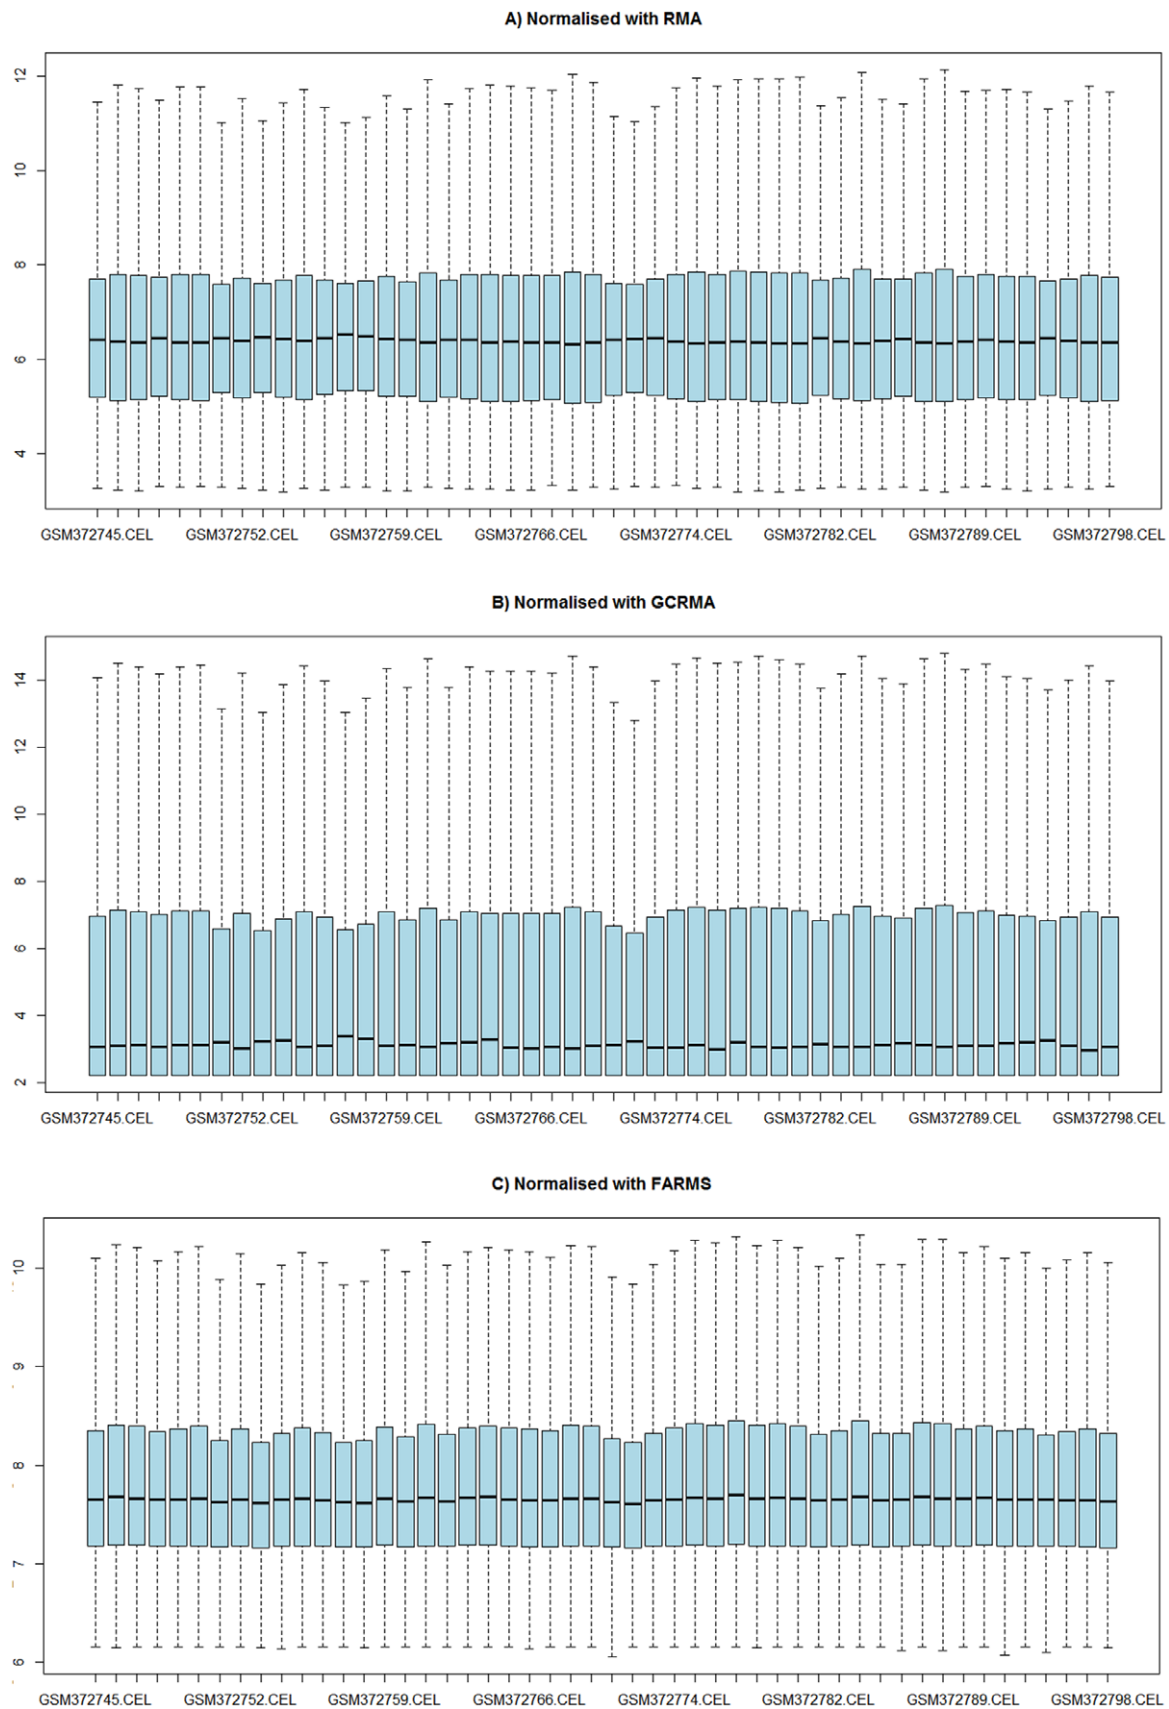 A) Normalised with RMA
12
10
8
6
4
GSM372745.CEL GSM372752.CEL GSM372759.CEL GSM372766.CEL GSM372774.CEL GSM372782.CEL GSM372789.CEL GSM372798.CEL
B) Normalised with GCRMA
14
12
10
8
6
4
2
GSM372745.CEL GSM372752.CEL GSM372759.CEL GSM372766.CEL GSM372774.CEL GSM372782.CEL GSM372789.CEL GSM372798.CEL
C) Normalised with FARMS
10
9
8
7
6
GSM372745.CEL GSM372752.CEL GSM372759.CEL GSM372766.CEL GSM372774.CEL GSM372782.CEL GSM372789.CEL GSM372798.CEL